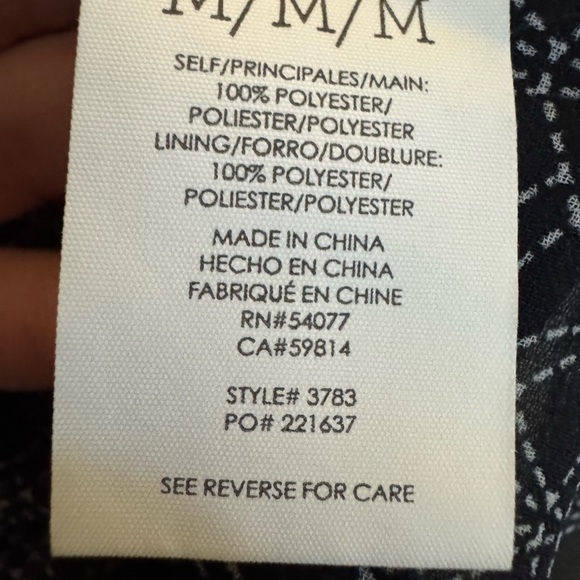 M/M/M
SELF/PRINCIPALES/MAIN:
100% POLYESTER/
POLIESTER/POLYESTER
LINING/FORRO/DOUBLURE:
100% POLYESTER/
POLIESTER/POLYESTER
MADE IN CHINA
HECHO EN CHINA
FABRIQUÉ EN CHINE
RN#54077
CA#59814
STYLE# 3783
PO# 221637
SEE REVERSE FOR CARE